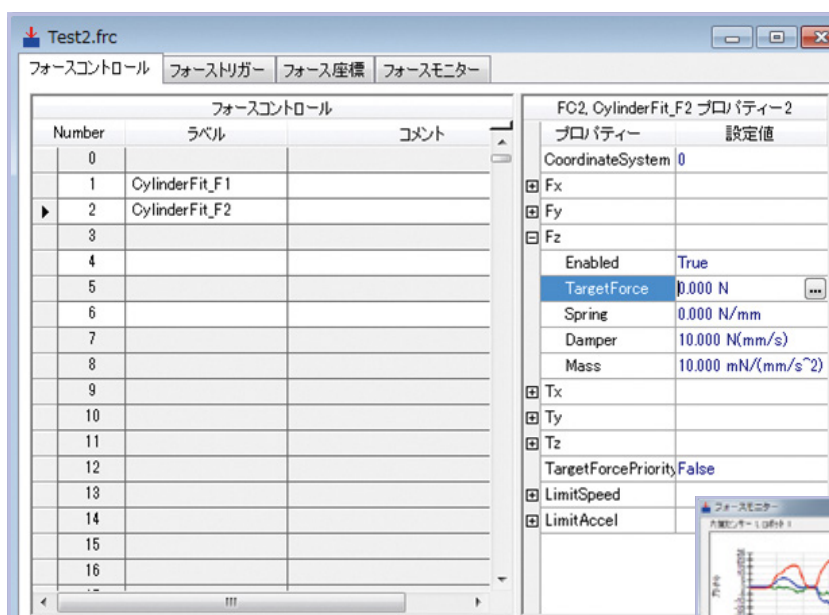 Test2.frc
フォースコントロール フォーストリガー フォース座標 フォースモニター
フォースコントロール
Number ラベル コメント
0
1 CylinderFit_F1
2 CylinderFit_F2
3
4
5
6
7
8
9
10
11
12
13
14
15
16
FC2, CylinderFit_F2 プロパティー2
プロパティー 設定値
CoordinateSystem 0
Fx
Fy
Fz
Enabled True
TargetForce 0.000 N ...
Spring 0.000 N/mm
Damper 10.000 N(mm/s)
Mass 10.000 mN/(mm/s^2)
Tx
Ty
Tz
TargetForcePriority False
LimitSpeed
LimitAccel
フォースモニター